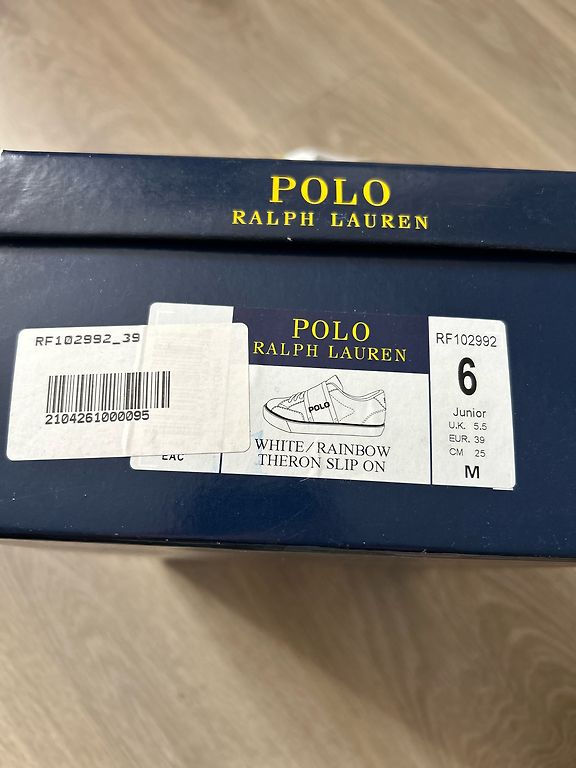 POLO
RALPH LAUREN
RF102992_39
2104261000095
EAC
POLO
RALPH LAUREN
POLO
WHITE/RAINBOW
THERON SLIP ON
RF102992
6
Junior
U.K. 5.5
EUR. 39
CM 25
M